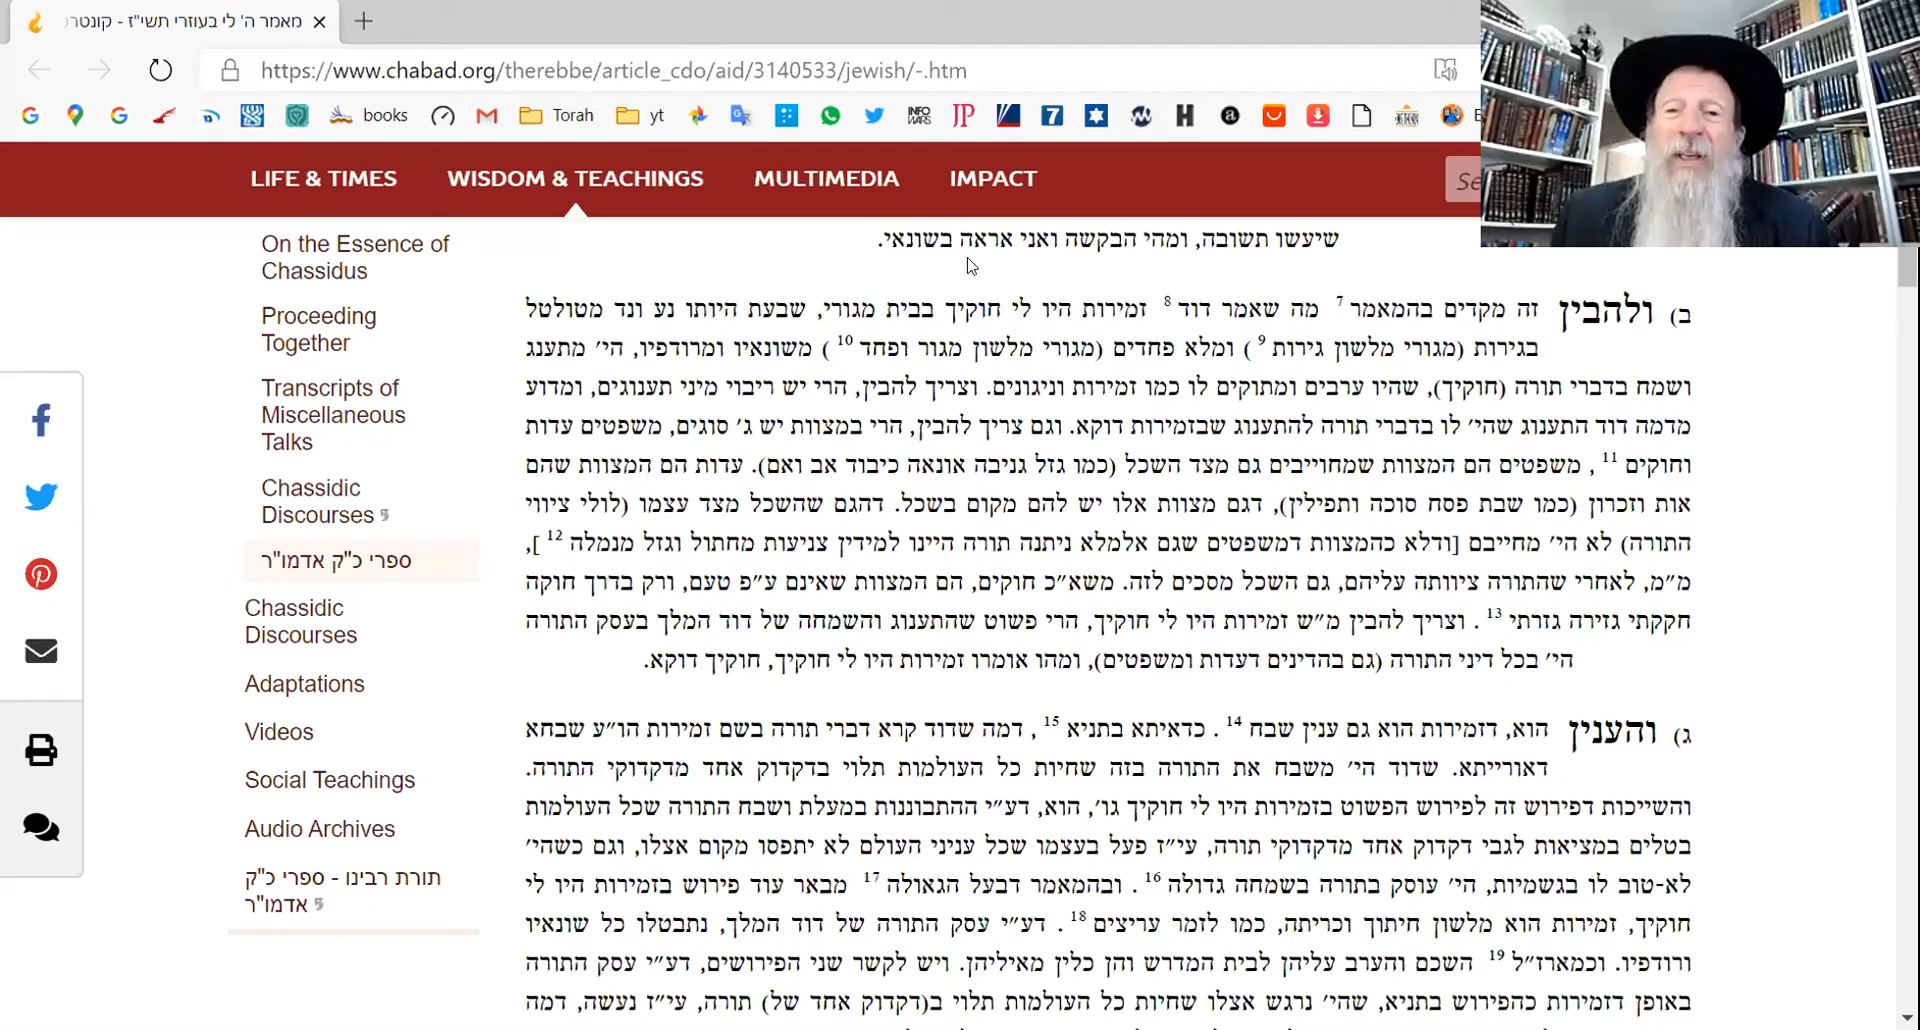 מאמר ה' לי בעוזרי תשי"ז - קונטרס
https://www.chabad.org/therebbe/article_cdo/aid/3140533/jewish/-.htm
books
Torah
yt
INFO WARS
JP
7
H
a
LIFE & TIMES
WISDOM & TEACHINGS
MULTIMEDIA
IMPACT
Se
On the Essence of
Chassidus
Proceeding
Together
Transcripts of
Miscellaneous
Talks
Chassidic
Discourses
ספרי כ"ק אדמו"ר
Chassidic
Discourses
Adaptations
Videos
Social Teachings
Audio Archives
תורת רבינו - ספרי כ"ק
אדמו"ר
שיעשו תשובה, ומהי הבקשה ואני אראה בשונאי.
ב) ולהבין זה מקדים בהמאמר 7 מה שאמר דוד 8 זמירות היו לי חוקיך בבית מגורי, שבעת היותו נע ונד מטולטל
בגירות (מגורי מלשון גירות 9 ) ומלא פחדים (מגורי מלשון מגור ופחד 10 ) משונאיו ומרודפיו, הי׳ מתענג
ושמח בדברי תורה (חוקיך), שהיו ערבים ומתוקים לו כמו זמירות וניגונים. וצריך להבין, הרי יש ריבוי מיני תענוגים, ומדוע
מדמה דוד התענוג שהי׳ לו בדברי תורה להתענוג שבזמירות דוקא. וגם צריך להבין, הרי במצוות יש ג׳ סוגים, משפטים עדות
וחוקים 11 , משפטים הם המצוות שמחוייבים גם מצד השכל (כמו גזל גניבה אונאה כיבוד אב ואם). עדות הם המצוות שהם
אות וזכרון (כמו שבת פסח סוכה ותפילין), דגם מצוות אלו יש להם מקום בשכל. דהגם שהשכל מצד עצמו (לולי ציווי
התורה) לא הי׳ מחייבם [ודלא כהמצוות דמשפטים שגם אלמלא ניתנה תורה היינו למידין צניעות מחתול וגזל מנמלה 12 ],
מ״מ, לאחרי שהתורה ציוותה עליהם, גם השכל מסכים לזה. משא״כ חוקים, הם המצוות שאינם ע״פ טעם, ורק בדרך חוקה
חקקתי גזירה גזרתי 13 . וצריך להבין מ״ש זמירות היו לי חוקיך, הרי פשוט שהתענוג והשמחה של דוד המלך בעסק התורה
הי׳ בכל דיני התורה (גם בהדינים דעדות ומשפטים), ומהו אומרו זמירות היו לי חוקיך, חוקיך דוקא.
ג) והענין הוא, דזמירות הוא גם ענין שבח 14 . כדאיתא בתניא 15 , דמה שדוד קרא דברי תורה בשם זמירות הו״ע שבחא
דאורייתא. שדוד הי׳ משבח את התורה בזה שחיות כל העולמות תלוי בדקדוק אחד מדקדוקי התורה.
והשייכות דפירוש זה לפירוש הפשוט בזמירות היו לי חוקיך גו׳, הוא, דע״י ההתבוננות במעלת ושבח התורה שכל העולמות
בטלים במציאות לגבי דקדוק אחד מדקדוקי תורה, עי״ז פעל בעצמו שכל עניני העולם לא יתפסו מקום אצלו, וגם כשהי׳
לא-טוב לו בגשמיות, הי׳ עוסק בתורה בשמחה גדולה 16 . ובהמאמר דבעל הגאולה 17 מבאר עוד פירוש בזמירות היו לי
חוקיך, זמירות הוא מלשון חיתוך וכריתה, כמו לזמר עריצים 18 . דע״י עסק התורה של דוד המלך, נתבטלו כל שונאיו
ורודפיו. וכמארז״ל 19 השכם והערב עליהן לבית המדרש והן כלין מאיליהן. ויש לקשר שני הפירושים, דע״י עסק התורה
באופן דזמירות כהפירוש בתניא, שהי׳ נרגש אצלו שחיות כל העולמות תלוי ב(דקדוק אחד של) תורה, עי״ז נעשה, דמה